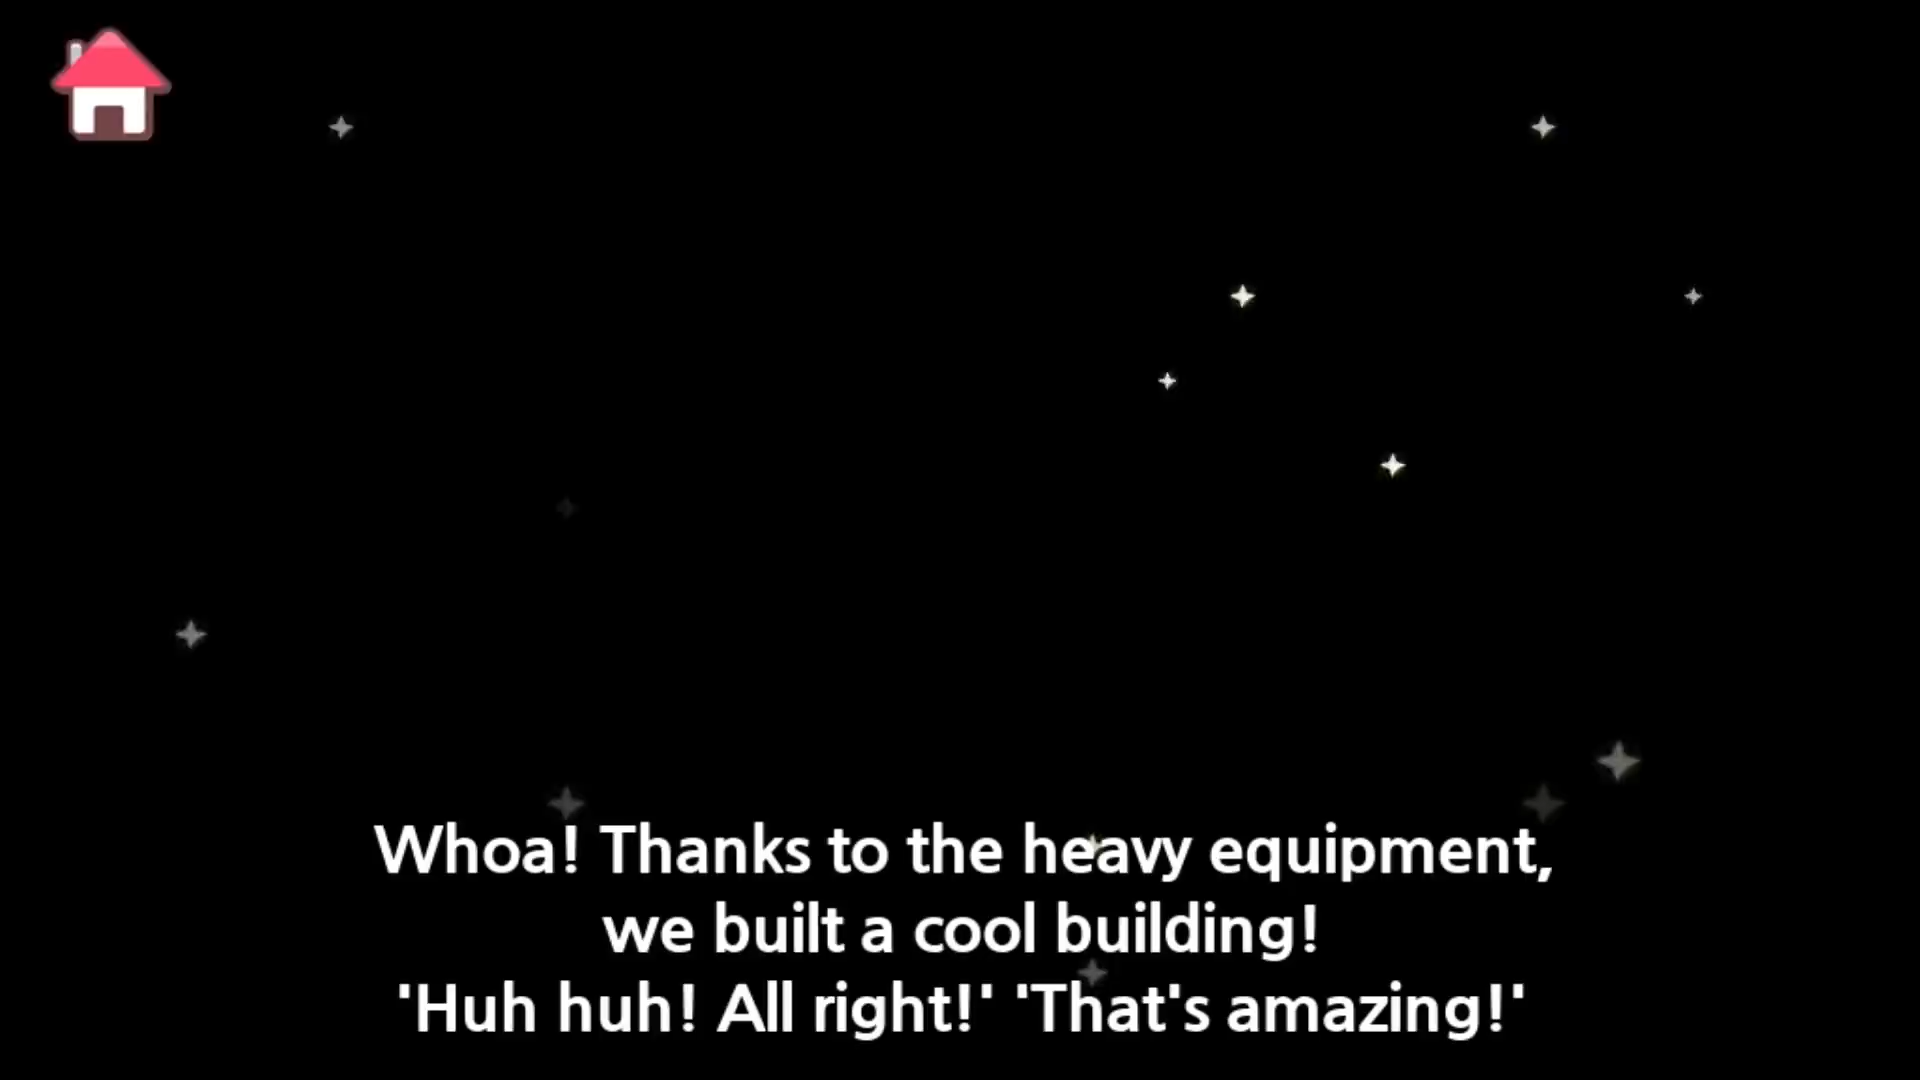 Whoa! Thanks to the heavy equipment,
we built a cool building!
'Huh huh! All right!' 'That's amazing!'